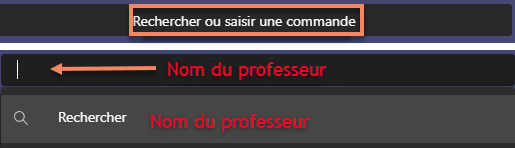 Rechercher ou saisir une commande
Nom du professeur
Rechercher Nom du professeur